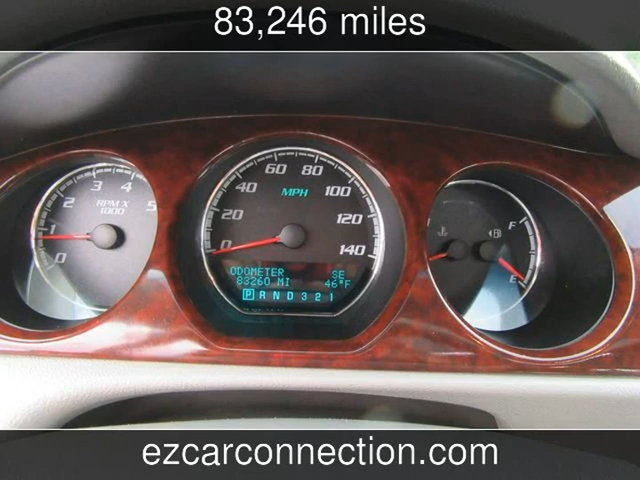 83,246 miles
60 80
3 4
40 MPH 100
2 RPM X 5
1000
20 120
F
1
0 140
0
ODOMETER SE
E
83260 MI 46°F
P R N D 3 2 1
ezcarconnection.com